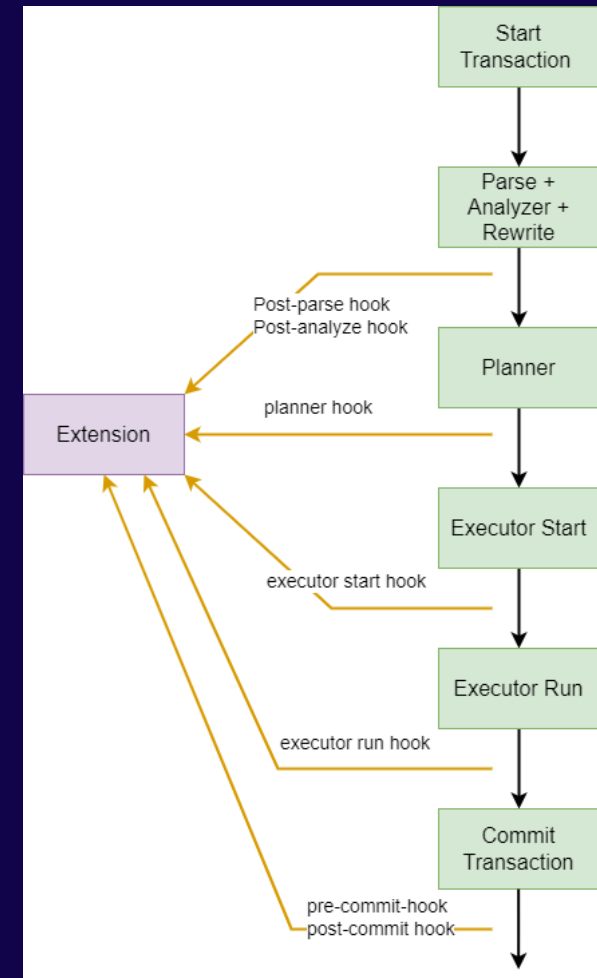 Start
Transaction
Parse +
Analyzer +
Rewrite
Post-parse hook
Post-analyze hook
Planner
planner hook
Extension
Executor Start
executor start hook
Executor Run
executor run hook
Commit
Transaction
pre-commit-hook
post-commit hook